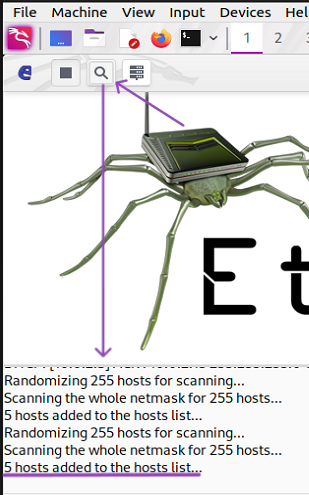 File Machine View Input Devices Hel
1 2 3
E t
Randomizing 255 hosts for scanning...
Scanning the whole netmask for 255 hosts...
5 hosts added to the hosts list...
Randomizing 255 hosts for scanning...
Scanning the whole netmask for 255 hosts...
5 hosts added to the hosts list...